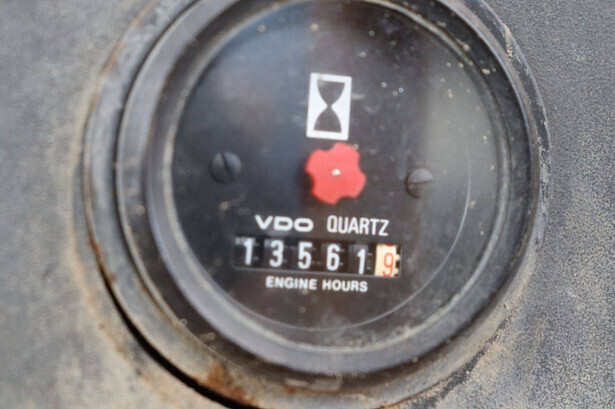 VDO QUARTZ
135619
ENGINE HOURS